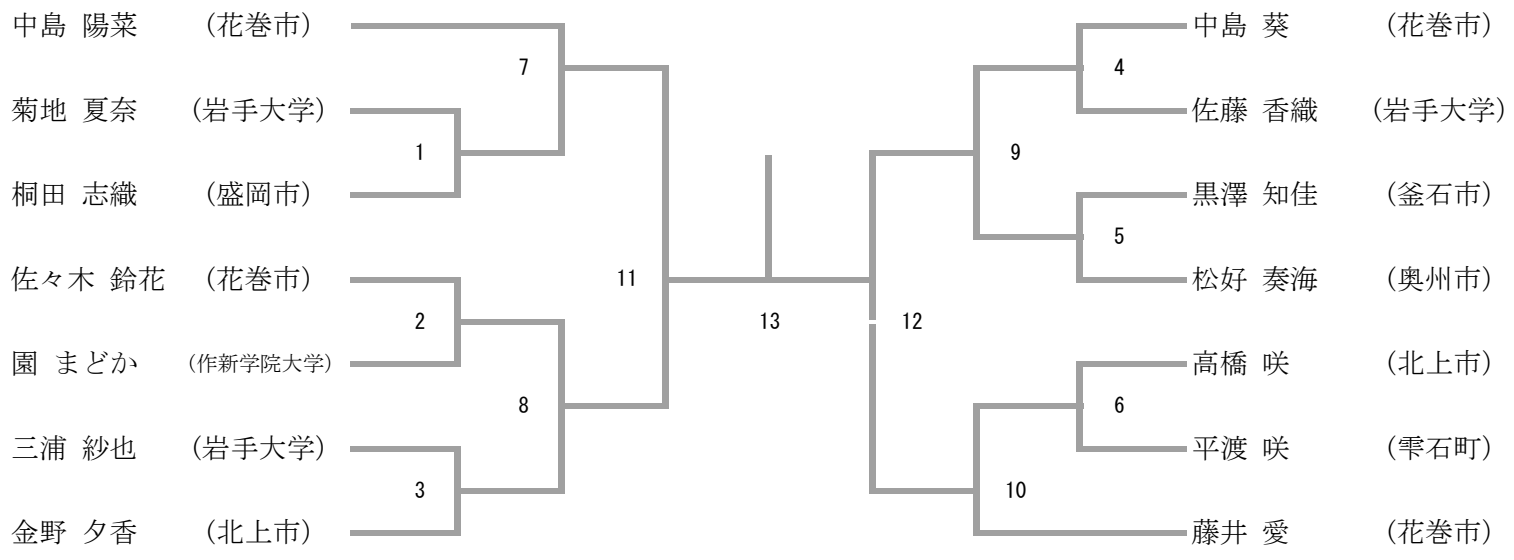 中島 陽菜 (花巻市)
7
菊地 夏奈 (岩手大学)
1
桐田 志織 (盛岡市)
佐々木 鈴花 (花巻市)
11
2
園 まどか (作新学院大学)
8
三浦 紗也 (岩手大学)
3
金野 夕香 (北上市)
13
中島 葵 (花巻市)
4
佐藤 香織 (岩手大学)
9
黒澤 知佳 (釜石市)
5
松好 奏海 (奥州市)
12
高橋 咲 (北上市)
6
平渡 咲 (雫石町)
10
藤井 愛 (花巻市)